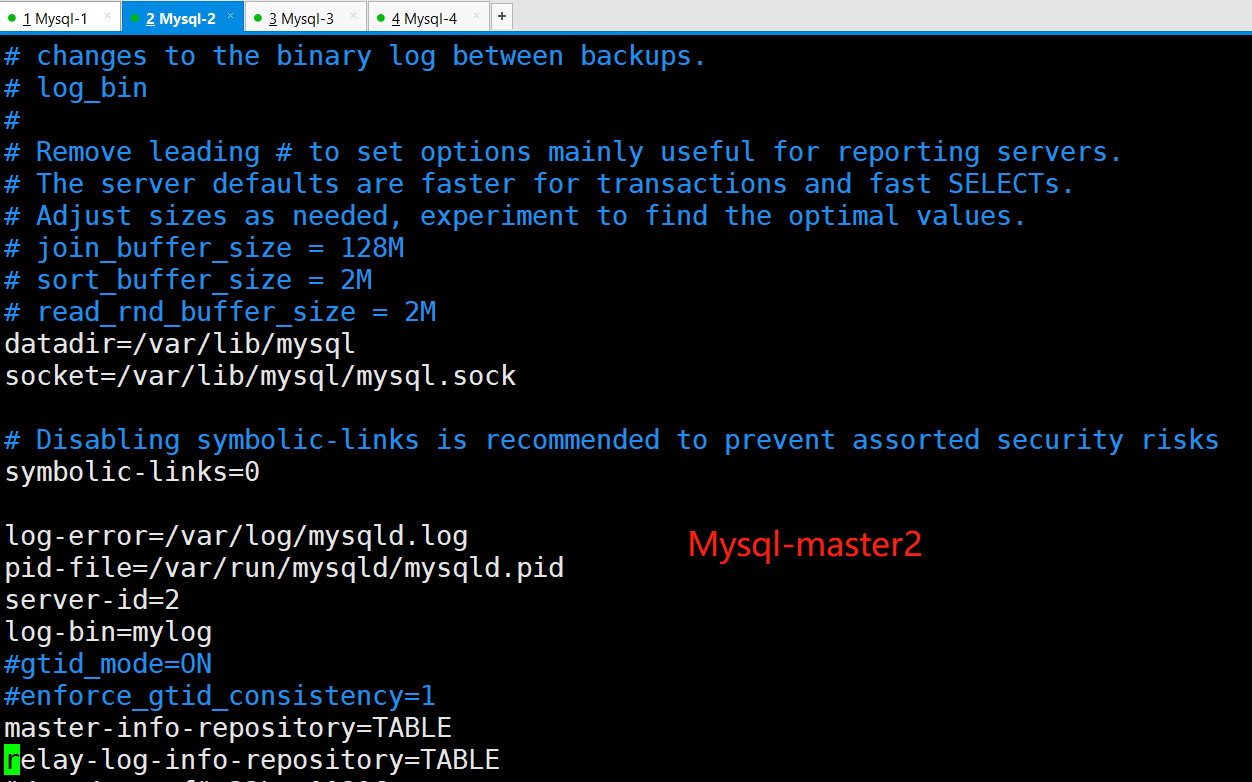 1 Mysql-1 × 2 Mysql-2 × 3 Mysql-3 × 4 Mysql-4 × +
# changes to the binary log between backups.
# log_bin
#
# Remove leading # to set options mainly useful for reporting servers.
# The server defaults are faster for transactions and fast SELECTs.
# Adjust sizes as needed, experiment to find the optimal values.
# join_buffer_size = 128M
# sort_buffer_size = 2M
# read_rnd_buffer_size = 2M
datadir=/var/lib/mysql
socket=/var/lib/mysql/mysql.sock
# Disabling symbolic-links is recommended to prevent assorted security risks
symbolic-links=0
log-error=/var/log/mysqld.log
Mysql-master2
pid-file=/var/run/mysqld/mysqld.pid
server-id=2
log-bin=mylog
#gtid_mode=ON
#enforce_gtid_consistency=1
master-info-repository=TABLE
relay-log-info-repository=TABLE